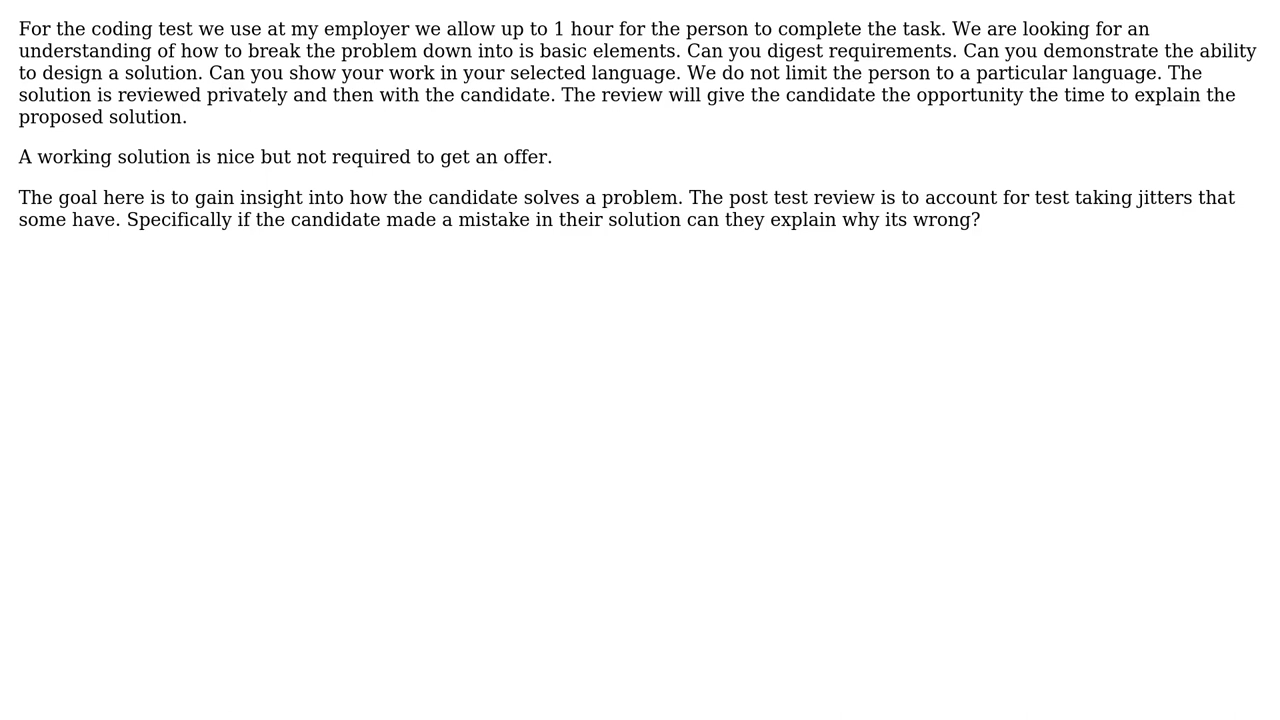 For the coding test we use at my employer we allow up to 1 hour for the person to complete the task. We are looking for an
understanding of how to break the problem down into is basic elements. Can you digest requirements. Can you demonstrate the ability
to design a solution. Can you show your work in your selected language. We do not limit the person to a particular language. The
solution is reviewed privately and then with the candidate. The review will give the candidate the opportunity the time to explain the
proposed solution.
A working solution is nice but not required to get an offer.
The goal here is to gain insight into how the candidate solves a problem. The post test review is to account for test taking jitters that
some have. Specifically if the candidate made a mistake in their solution can they explain why its wrong?